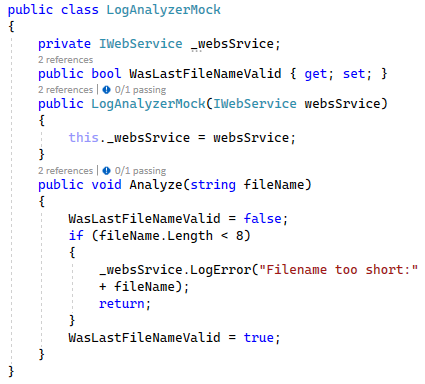 public class LogAnalyzerMock
{
private IWebService _websSrvice;
2 references
public bool WasLastFileNameValid { get; set; }
2 references | 0/1 passing
public LogAnalyzerMock(IWebService websSrvice)
{
this._websSrvice = websSrvice;
}
2 references | 0/1 passing
public void Analyze(string fileName)
{
WasLastFileNameValid = false;
if (fileName.Length < 8)
{
_websSrvice.LogError("Filename too short:"
+ fileName);
return;
}
WasLastFileNameValid = true;
}
}